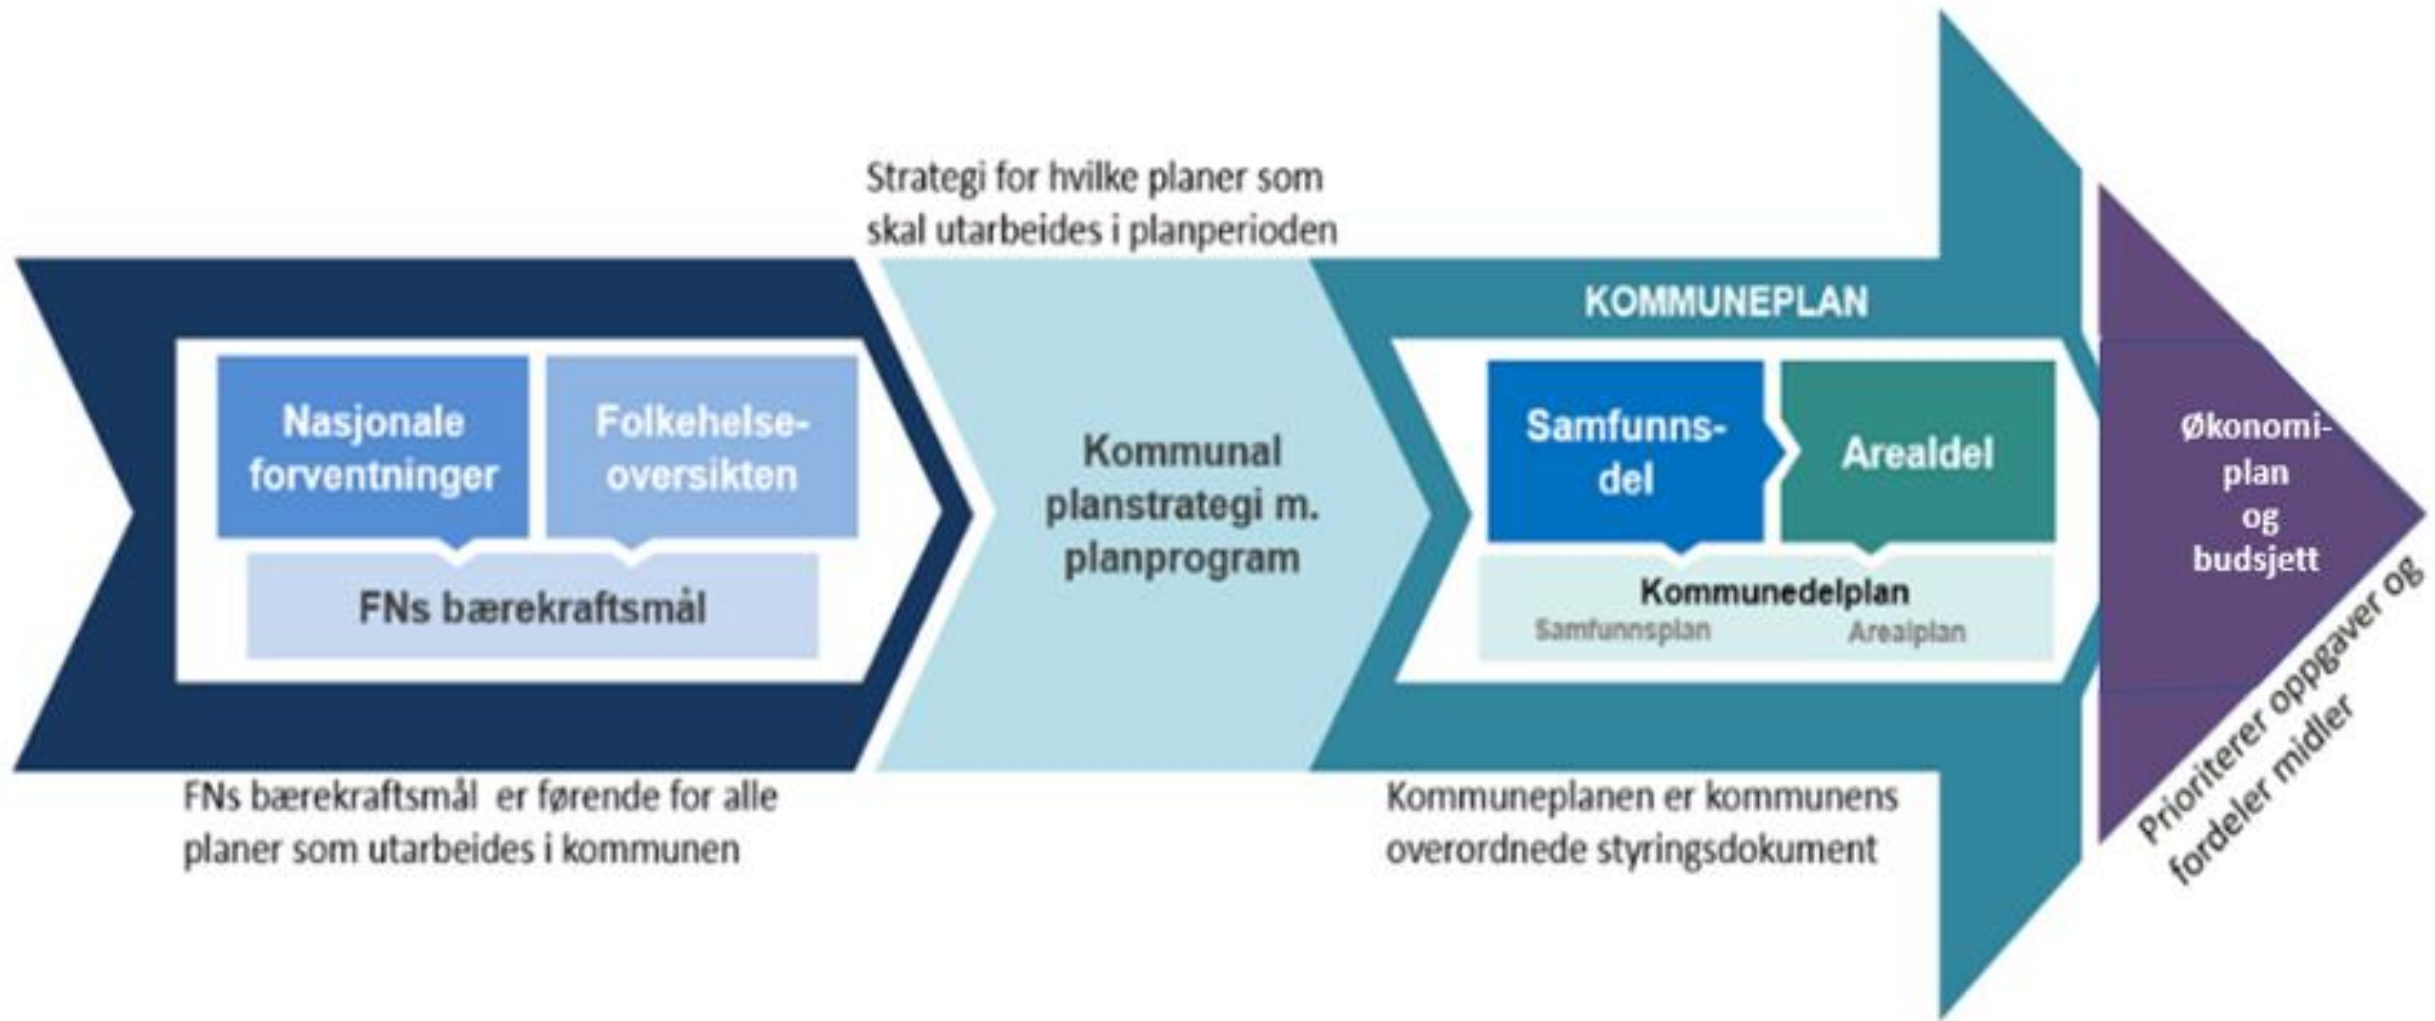 Strategi for hvilke planer som
skal utarbeides i planperioden
Nasjonale
forventninger
Folkehelse-
oversikten
FNs bærekraftsmål
FNs bærekraftsmål er førende for alle
planer som utarbeides i kommunen
Kommunal
planstrategi m.
planprogram
KOMMUNEPLAN
Samfunns-
del
Arealdel
Kommunedelplan
Samfunnsplan
Arealplan
Kommuneplanen er kommunens
overordnede styringsdokument
Økonomi-
plan
og
budsjett
Prioriterer oppgaver og
fordeler midler